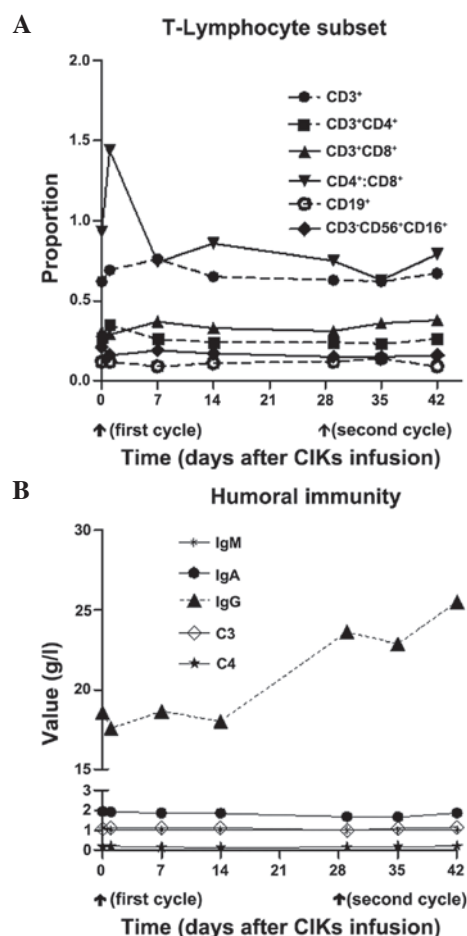 A
T-Lymphocyte subset
2.0
1.5
1.0
0.5
0.0
Proportion
CD3⁺
CD3⁺CD4⁺
CD3⁺CD8⁺
CD4⁺:CD8⁺
CD19⁺
CD3⁻CD56⁺CD16⁺
0 7 14 21 28 35 42
↑ (first cycle) ↑ (second cycle)
Time (days after CIKs infusion)
B
Humoral immunity
30
25
20
15
3
2
1
0
Value (g/l)
IgM
IgA
IgG
C3
C4
0 7 14 21 28 35 42
↑ (first cycle) ↑ (second cycle)
Time (days after CIKs infusion)